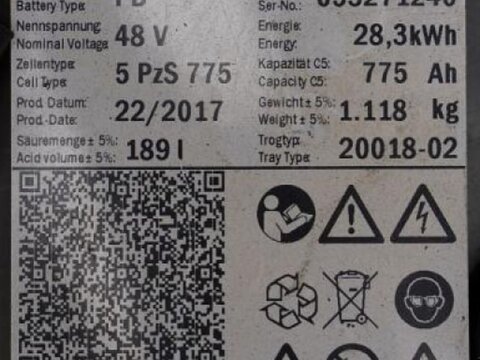 Battery Type: PB Ser-No.:
Nennspannung: 48 V Energie: 28,3kWh
Nominal Voltage: Energy:
Zellentype: 5 PzS 775 Kapazität C5: 775 Ah
Cell Type: Capacity C5:
Prod. Datum: 22/2017 Gewicht ± 5%: 1.118 kg
Prod.-Date: Weight ± 5%:
Säuremenge ± 5%: 189 l Trogtyp: 20018-02
Acid volume ± 5%: Tray Type: